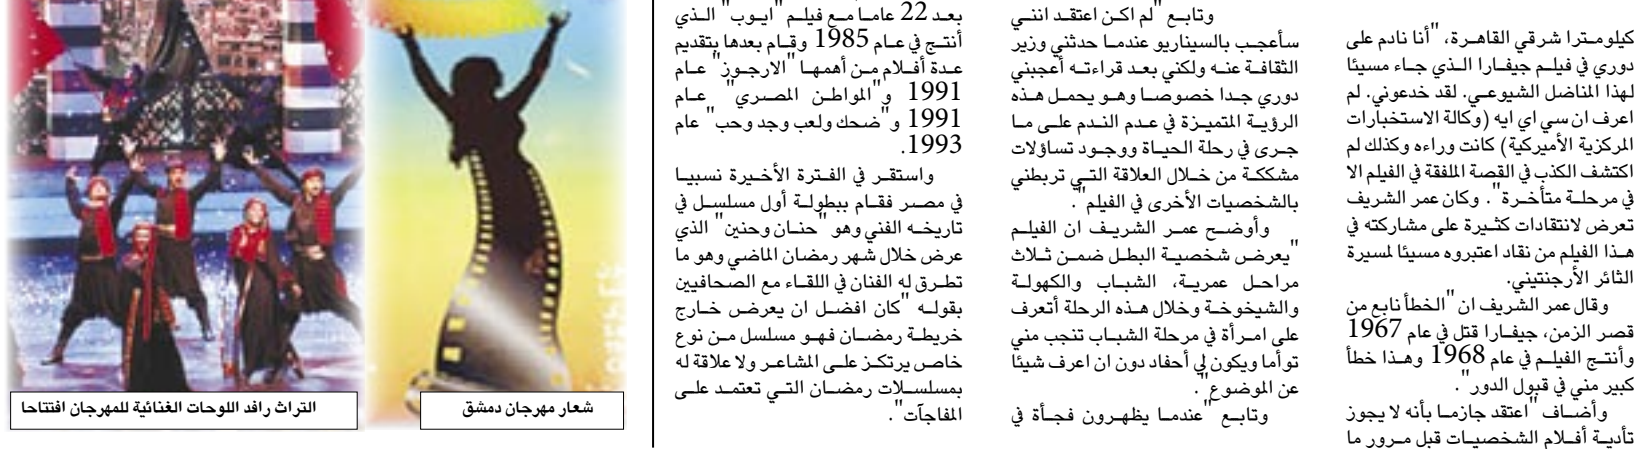 كيلومترا شرقي القاهرة، "أنا نادم على
دوري في فيلم جيفارا الذي جاء مسيئا
لهذا المناضل الشيوعي. لقد خدعوني. لم
اعرف ان سي اي ايه (وكالة الاستخبارات
المركزية الأميركية) كانت وراءه وكذلك لم
اكتشف الكذب في القصة الملفقة في الفيلم الا
في مرحلة متأخرة". وكان عمر الشريف
تعرض لانتقادات كثيرة على مشاركته في
هذا الفيلم من نقاد اعتبروه مسيئا لمسيرة
الثائر الأرجنتيني.
وقال عمر الشريف ان "الخطأ نابع من
قصر الزمن، جيفارا قتل في عام 1967
وأنتج الفيلم في عام 1968 وهذا خطأ
كبير مني في قبول الدور".
وأضاف "اعتقد جازما بأنه لا يجوز
تأدية أفلام الشخصيات قبل مرور ما
وتابع "لم اكن اعتقد انني
سأعجب بالسيناريو عندما حدثني وزير
الثقافة عنه ولكني بعد قراءته أعجبني
دوري جدا خصوصا وهو يحمل هذه
الرؤية المتميزة في عدم الندم على ما
جرى في رحلة الحياة ووجود تساؤلات
مشككة من خلال العلاقة التي تربطني
بالشخصيات الأخرى في الفيلم".
وأوضح عمر الشريف ان الفيلم
"يعرض شخصية البطل ضمن ثلاث
مراحل عمرية، الشباب والكهولة
والشيخوخة وخلال هذه الرحلة أتعرف
على امرأة في مرحلة الشباب تنجب مني
توأما ويكون لي أحفاد دون ان اعرف شيئا
عن الموضوع".
وتابع "عندما يظهرون فجأة في
بعد 22 عاما مع فيلم "ايوب" الذي
أنتج في عام 1985 وقام بعدها بتقديم
عدة أفلام من أهمها "الارجوز" عام
1991 و"المواطن المصري" عام
1991 و"ضحك ولعب وجد وحب" عام
1993.
واستقر في الفترة الأخيرة نسبيا
في مصر فقام ببطولة أول مسلسل في
تاريخه الفني وهو "حنان وحنين" الذي
عرض خلال شهر رمضان الماضي وهو ما
تطرق له الفنان في اللقاء مع الصحافيين
بقوله "كان افضل ان يعرض خارج
خريطة رمضان فهو مسلسل من نوع
خاص يرتكز على المشاعر ولا علاقة له
بمسلسلات رمضان التي تعتمد على
المفاجآت".
شعار مهرجان دمشق
التراث رافد اللوحات الغنائية للمهرجان افتتاحا